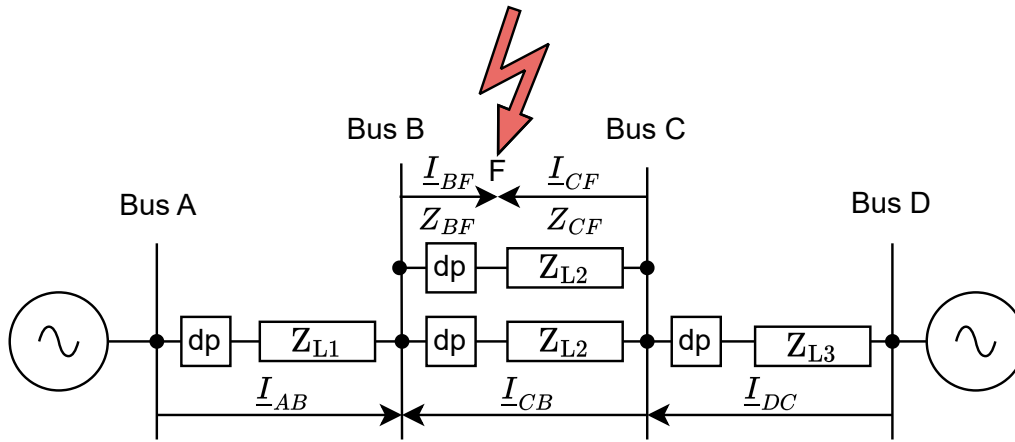 Bus B
Bus C
I_BF F I_CF
Bus A
Bus D
Z_BF Z_CF
dp Z_L2
dp Z_L1 dp Z_L2 dp Z_L3
I_AB I_CB I_DC